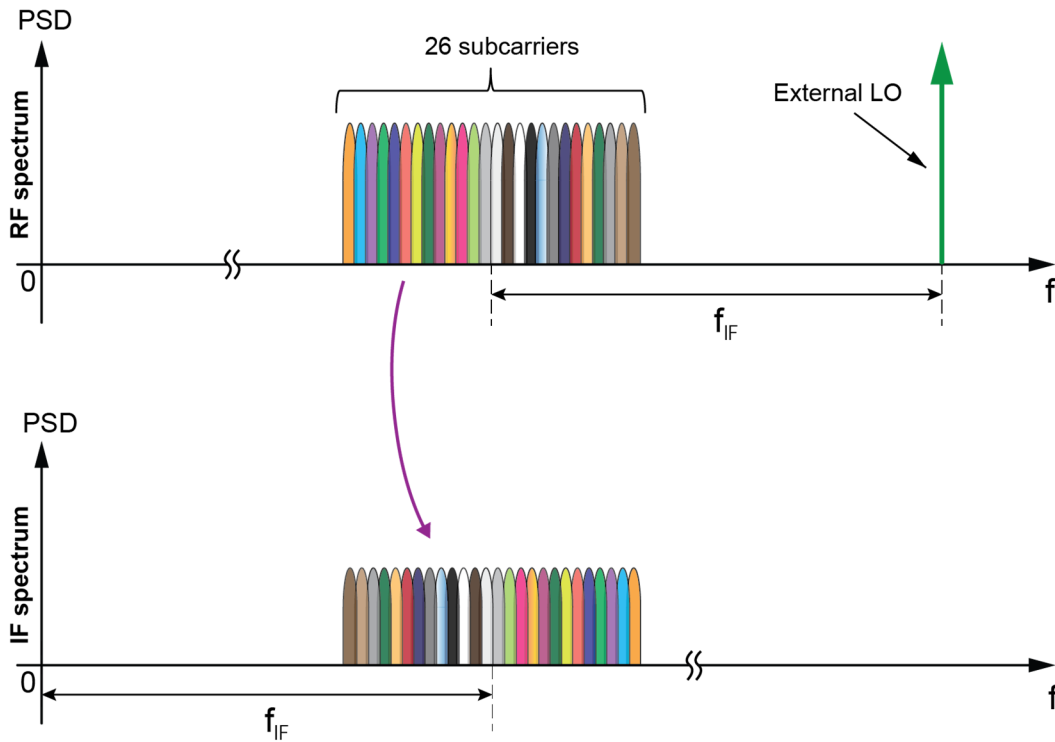 PSD
26 subcarriers
External LO
RF spectrum
0
f
f_IF
PSD
IF spectrum
0
f
f_IF